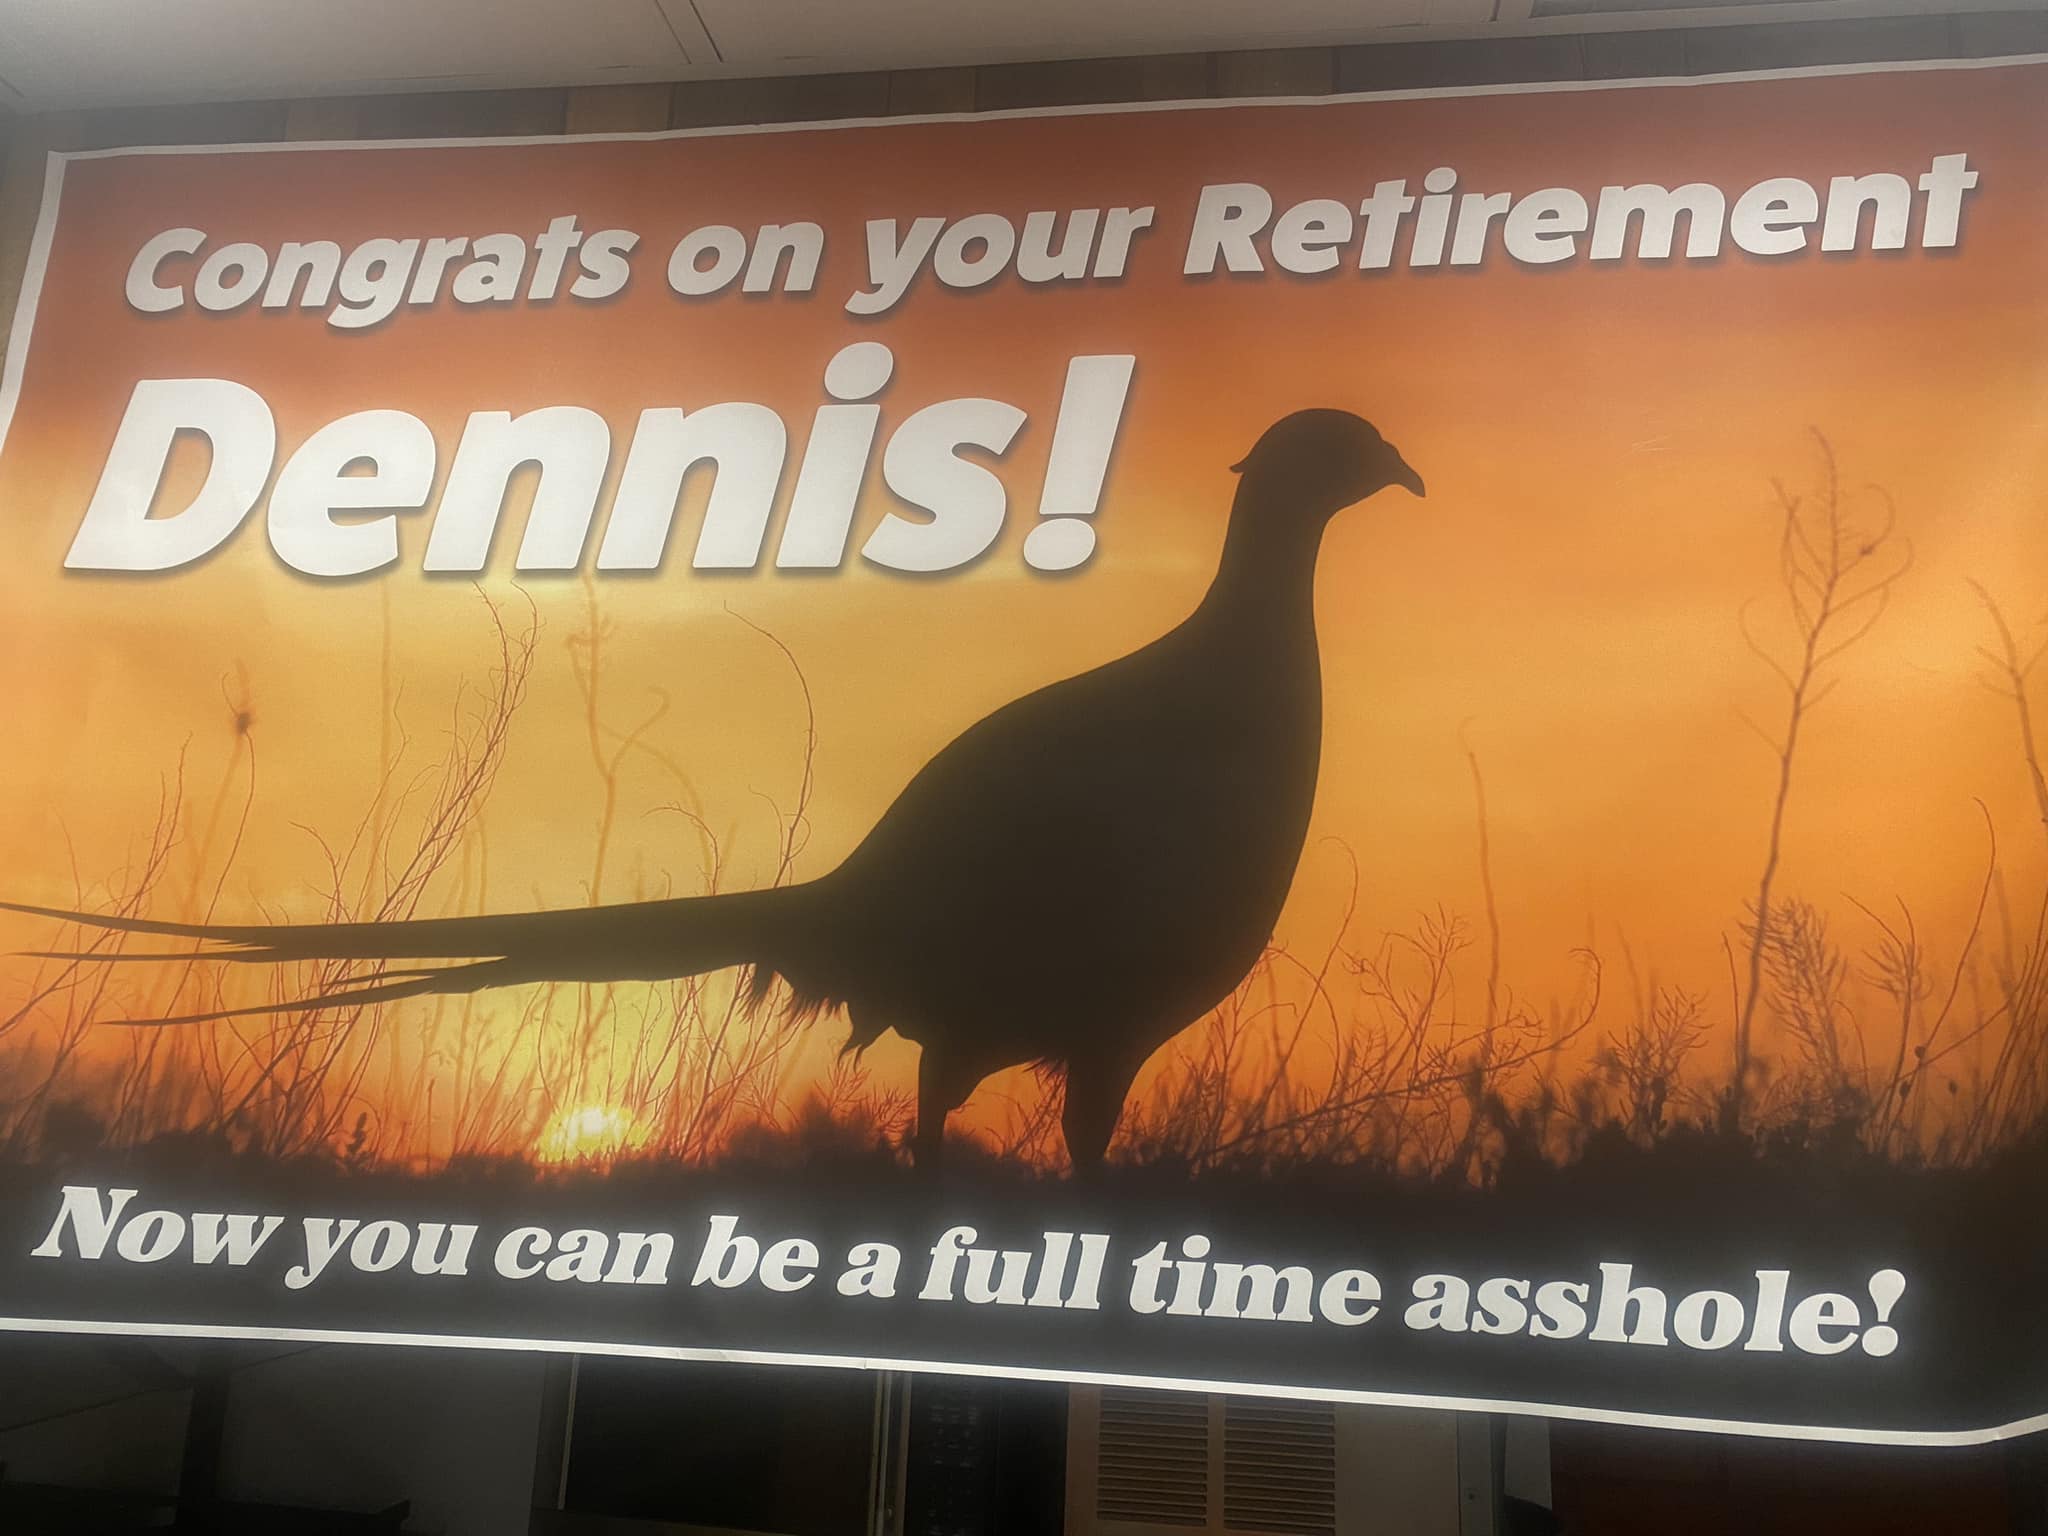 Congrats on your Retirement
Dennis!
Now you can be a full time asshole!